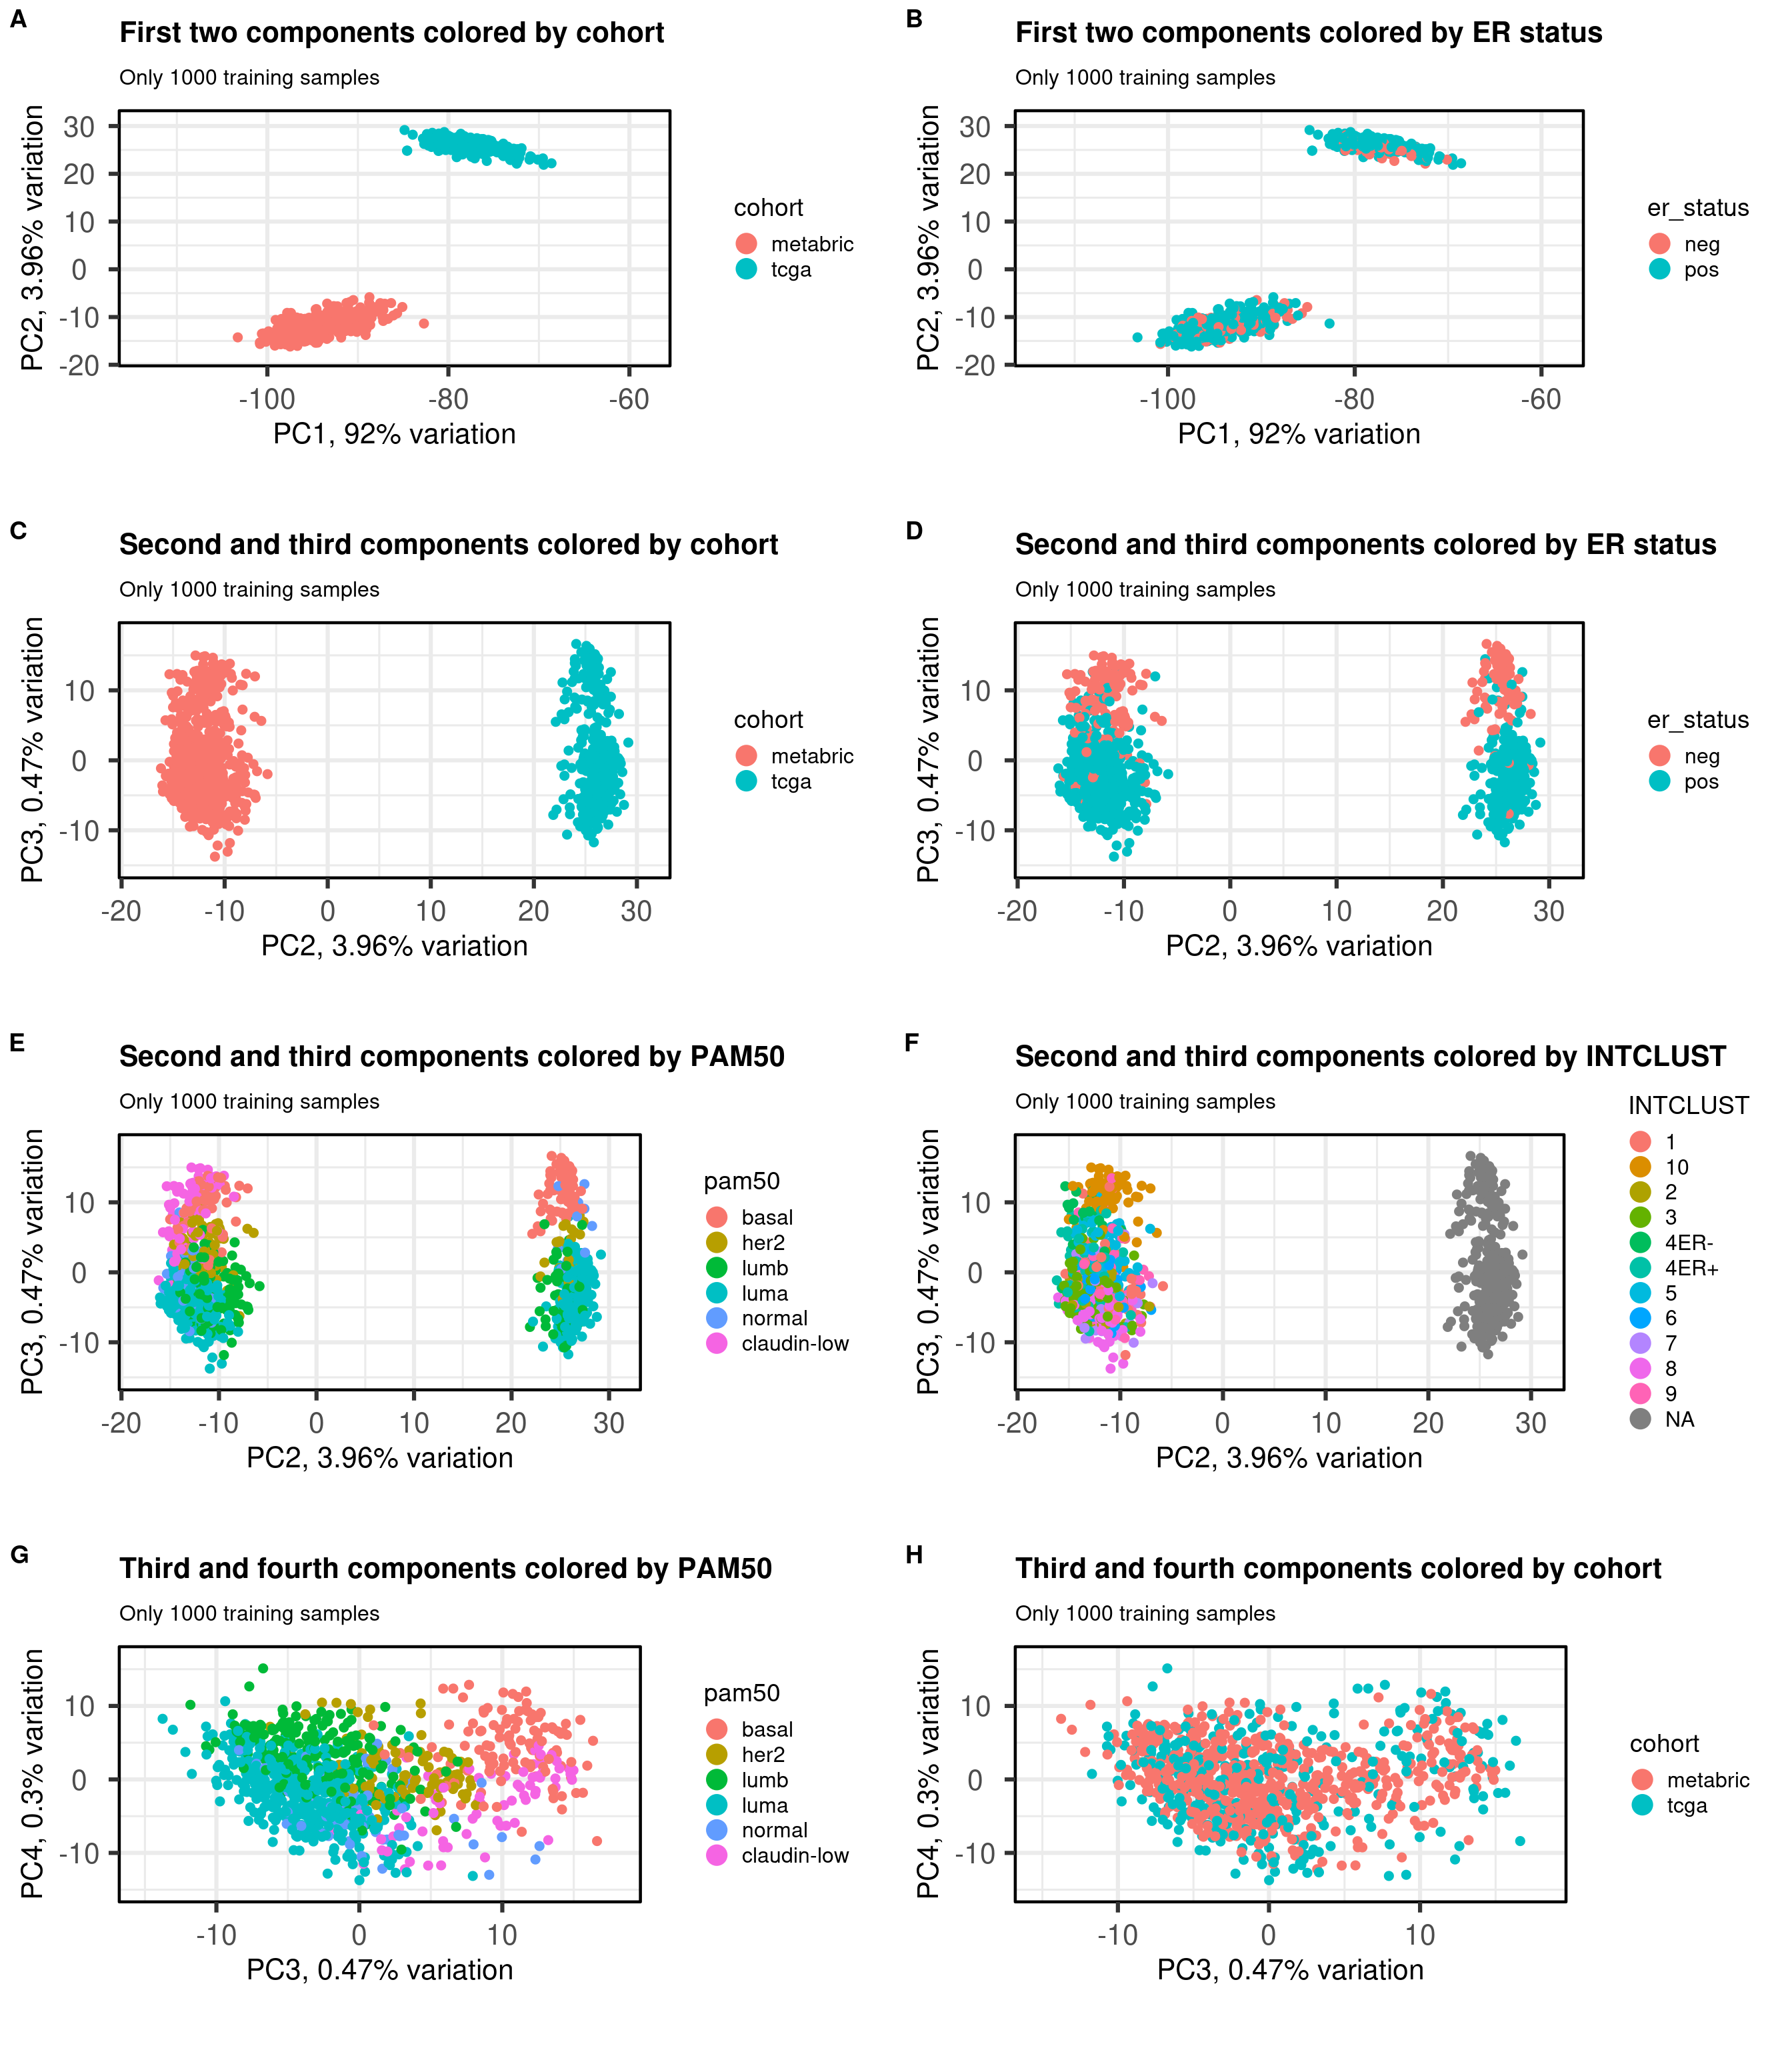 A
First two components colored by cohort
Only 1000 training samples
PC2, 3.96% variation
30
20
10
0
-10
-20
-100
-80
-60
PC1, 92% variation
cohort
metabric
tcga
B
First two components colored by ER status
Only 1000 training samples
PC2, 3.96% variation
30
20
10
0
-10
-20
-100
-80
-60
PC1, 92% variation
er_status
neg
pos
C
Second and third components colored by cohort
Only 1000 training samples
PC3, 0.47% variation
10
0
-10
-20
-10
0
10
20
30
PC2, 3.96% variation
cohort
metabric
tcga
D
Second and third components colored by ER status
Only 1000 training samples
PC3, 0.47% variation
10
0
-10
-20
-10
0
10
20
30
PC2, 3.96% variation
er_status
neg
pos
E
Second and third components colored by PAM50
Only 1000 training samples
PC3, 0.47% variation
10
0
-10
-20
-10
0
10
20
30
PC2, 3.96% variation
pam50
basal
her2
lumb
luma
normal
claudin-low
F
Second and third components colored by INTCLUST
Only 1000 training samples
PC3, 0.47% variation
10
0
-10
-20
-10
0
10
20
30
PC2, 3.96% variation
INTCLUST
1
10
2
3
4ER-
4ER+
5
6
7
8
9
NA
G
Third and fourth components colored by PAM50
Only 1000 training samples
PC4, 0.3% variation
10
0
-10
-10
0
10
PC3, 0.47% variation
pam50
basal
her2
lumb
luma
normal
claudin-low
H
Third and fourth components colored by cohort
Only 1000 training samples
PC4, 0.3% variation
10
0
-10
-10
0
10
PC3, 0.47% variation
cohort
metabric
tcga